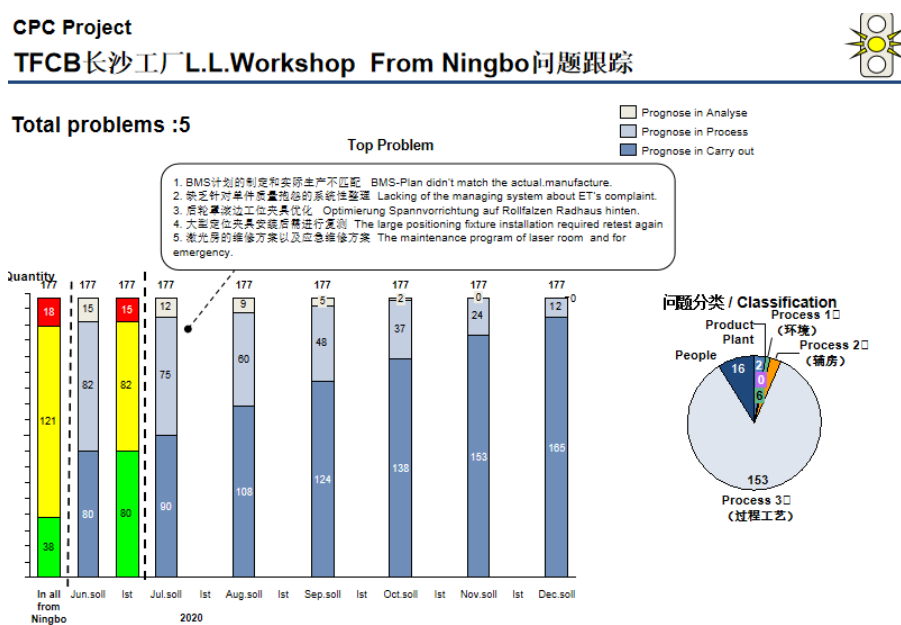 CPC Project
TFCB长沙工厂L.L.Workshop From Ningbo问题跟踪
Total problems :5
Prognose in Analyse
Prognose in Process
Prognose in Carry out
Top Problem
1. BMS计划的制定和实际生产不匹配 BMS-Plan didn't match the actual.manufacture.
2. 缺乏针对单件质量抱怨的系统性整理 Lacking of the managing system about ET's complaint.
3. 后轮罩滚边工位夹具优化 Optimierung Spannvorrichtung auf Rollfalzen Radhaus hinten.
4. 大型定位夹具安装后需进行复测 The large positioning fixture installation required retest again
5. 激光房的维修方案以及应急维修方案 The maintenance program of laser room and for
emergency.
Quantity
177 177 177 177 177 177 177 177
18 15 15 12 9 5 2 0 0
121 82 82 75 60 48 37 24 12
38 80 80 90 108 124 138 153 165
In all from Ningbo Jun.soll Ist Jul.soll Ist Aug.soll Ist Sep.soll Ist Oct.soll Ist Nov.soll Ist Dec.soll
2020
问题分类 / Classification
Process 1
（环境）
Product
Plant
Process 2
（辅房）
People
16
2
0
6
153
Process 3
（过程工艺）